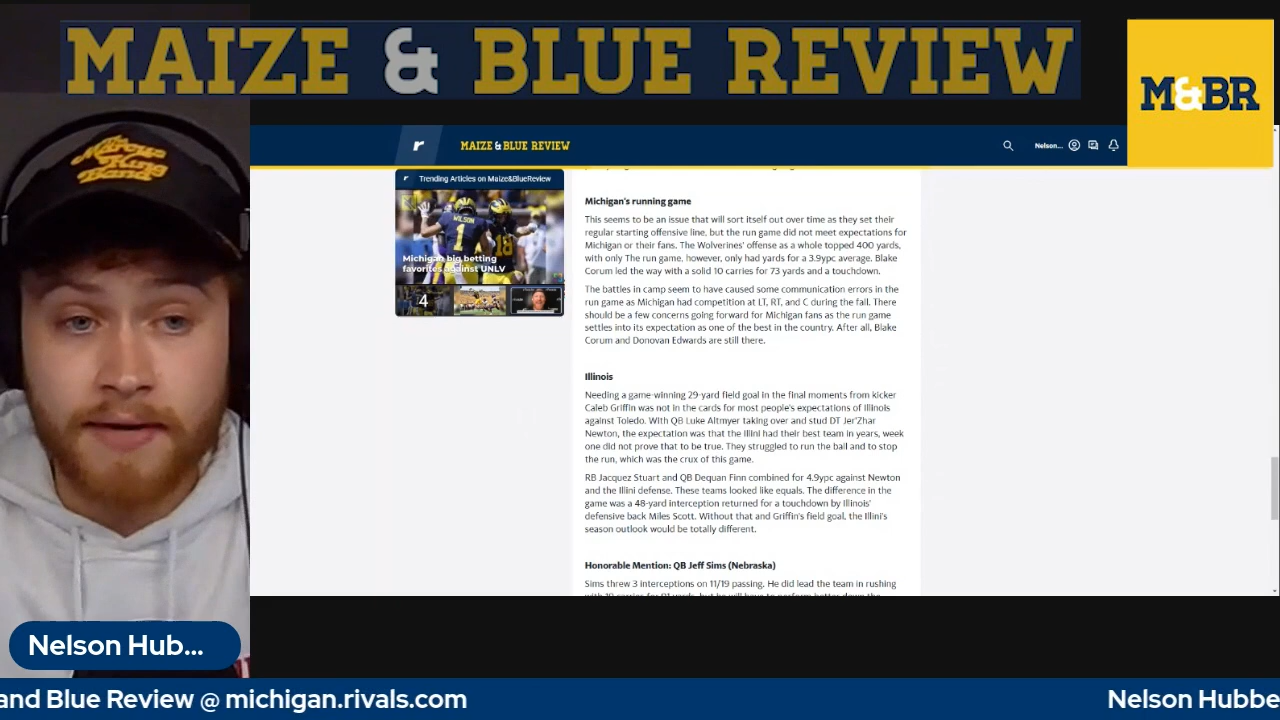 MAIZE & BLUE REVIEW
M&BR
The Marcus King Band
r
MAIZE & BLUE REVIEW
Nelson...
r
Trending Articles on Maize&BlueReview
WILSON
1
18
Michigan big betting
favorites against UNLV
4
Michigan's running game
This seems to be an issue that will sort itself out over time as they set their
regular starting offensive line, but the run game did not meet expectations for
Michigan or their fans. The Wolverines' offense as a whole topped 400 yards,
with only The run game, however, only had yards for a 3.9ypc average. Blake
Corum led the way with a solid 10 carries for 73 yards and a touchdown.
The battles in camp seem to have caused some communication errors in the
run game as Michigan had competition at LT, RT, and C during the fall. There
should be a few concerns going forward for Michigan fans as the run game
settles into its expectation as one of the best in the country. After all, Blake
Corum and Donovan Edwards are still there.
Illinois
Needing a game-winning 29-yard field goal in the final moments from kicker
Caleb Griffin was not in the cards for most people's expectations of Illinois
against Toledo. With QB Luke Altmyer taking over and stud DT Jer'Zhar
Newton, the expectation was that the Illini had their best team in years, week
one did not prove that to be true. They struggled to run the ball and to stop
the run, which was the crux of this game.
RB Jacquez Stuart and QB Dequan Finn combined for 4.9ypc against Newton
and the Illini defense. These teams looked like equals. The difference in the
game was a 48-yard interception returned for a touchdown by Illinois'
defensive back Miles Scott. Without that and Griffin's field goal, the Illini's
season outlook would be totally different.
Honorable Mention: QB Jeff Sims (Nebraska)
Sims threw 3 interceptions on 11/19 passing. He did lead the team in rushing
Nelson Hub...
and Blue Review @ michigan.rivals.com
Nelson Hubbe